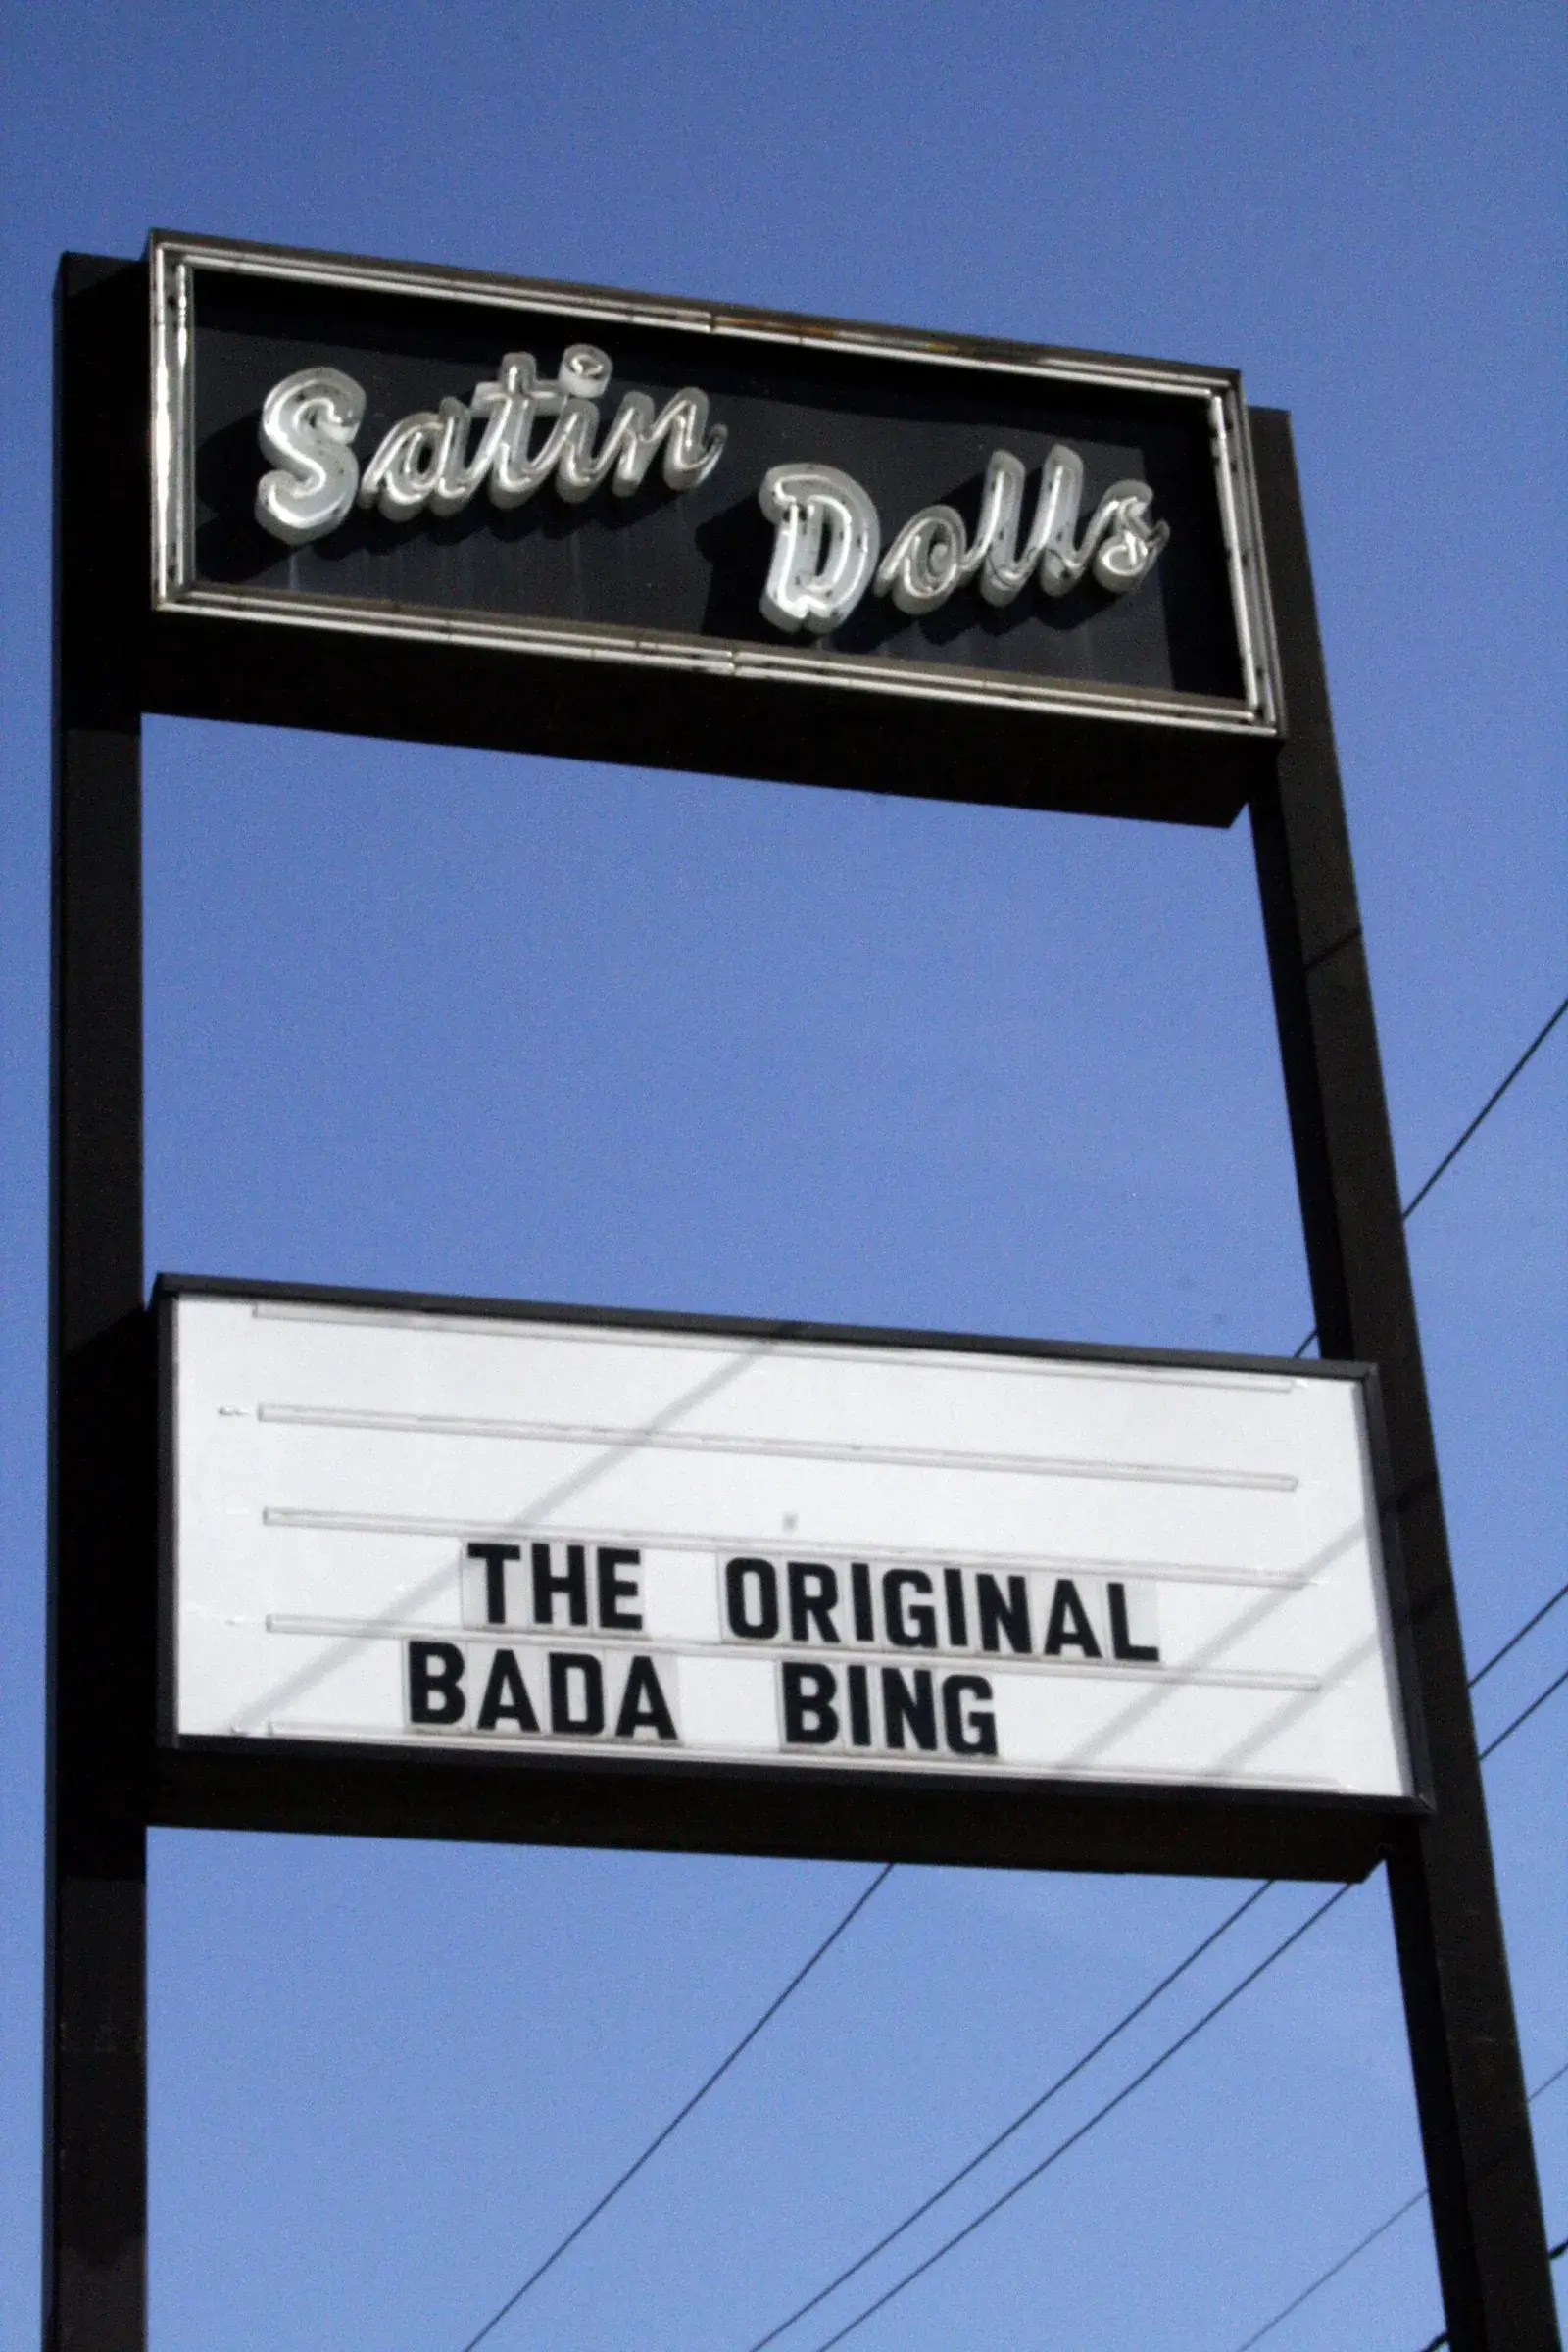 Satin Dolls
THE ORIGINAL
BADA BING